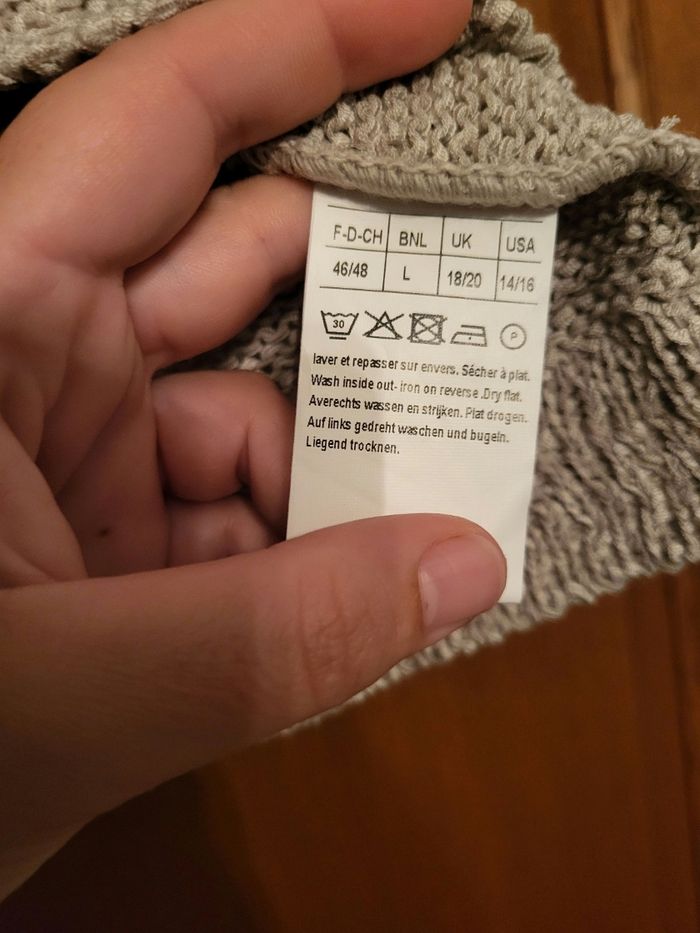 F-D-CH BNL UK USA
46/48 L 18/20 14/16
30 P
laver et repasser sur envers. Sécher à plat.
Wash inside out- iron on reverse .Dry flat.
Averechts wassen en strijken. Plat drogen.
Auf links gedreht waschen und bugeln.
Liegend trocknen.